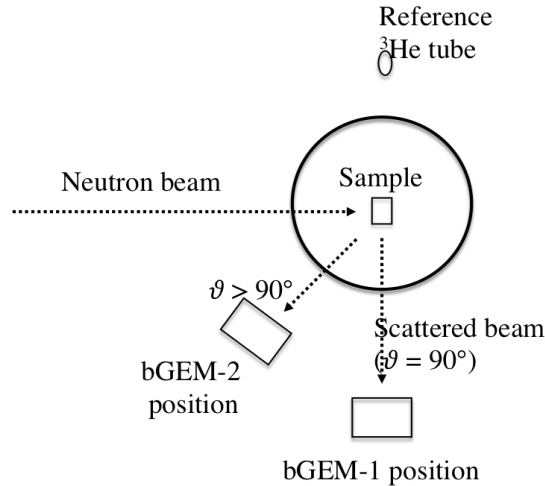 Reference
³He tube
Neutron beam
Sample
ϑ > 90°
Scattered beam
(ϑ = 90°)
bGEM-2
position
bGEM-1 position